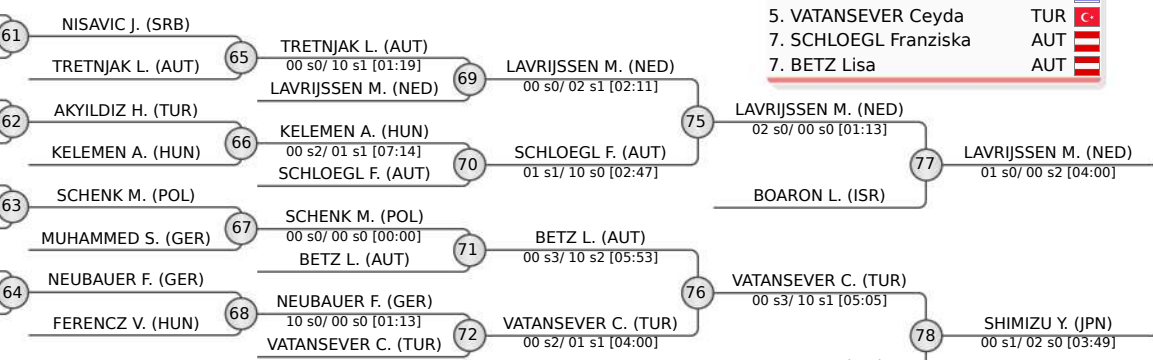 5. VATANSEVER Ceyda TUR
7. SCHLOEGL Franziska AUT
7. BETZ Lisa AUT
61
NISAVIC J. (SRB)
TRETNJAK L. (AUT)
65
TRETNJAK L. (AUT)
00 s0/ 10 s1 [01:19]
LAVRIJSSEN M. (NED)
69
LAVRIJSSEN M. (NED)
00 s0/ 02 s1 [02:11]
62
AKYILDIZ H. (TUR)
KELEMEN A. (HUN)
66
KELEMEN A. (HUN)
00 s2/ 01 s1 [07:14]
SCHLOEGL F. (AUT)
70
SCHLOEGL F. (AUT)
01 s1/ 10 s0 [02:47]
75
LAVRIJSSEN M. (NED)
02 s0/ 00 s0 [01:13]
BOARON L. (ISR)
77
LAVRIJSSEN M. (NED)
01 s0/ 00 s2 [04:00]
63
SCHENK M. (POL)
MUHAMMED S. (GER)
67
SCHENK M. (POL)
00 s0/ 00 s0 [00:00]
BETZ L. (AUT)
71
BETZ L. (AUT)
00 s3/ 10 s2 [05:53]
64
NEUBAUER F. (GER)
FERENCZ V. (HUN)
68
NEUBAUER F. (GER)
10 s0/ 00 s0 [01:13]
VATANSEVER C. (TUR)
72
VATANSEVER C. (TUR)
00 s2/ 01 s1 [04:00]
76
VATANSEVER C. (TUR)
00 s3/ 10 s1 [05:05]
78
SHIMIZU Y. (JPN)
00 s1/ 02 s0 [03:49]